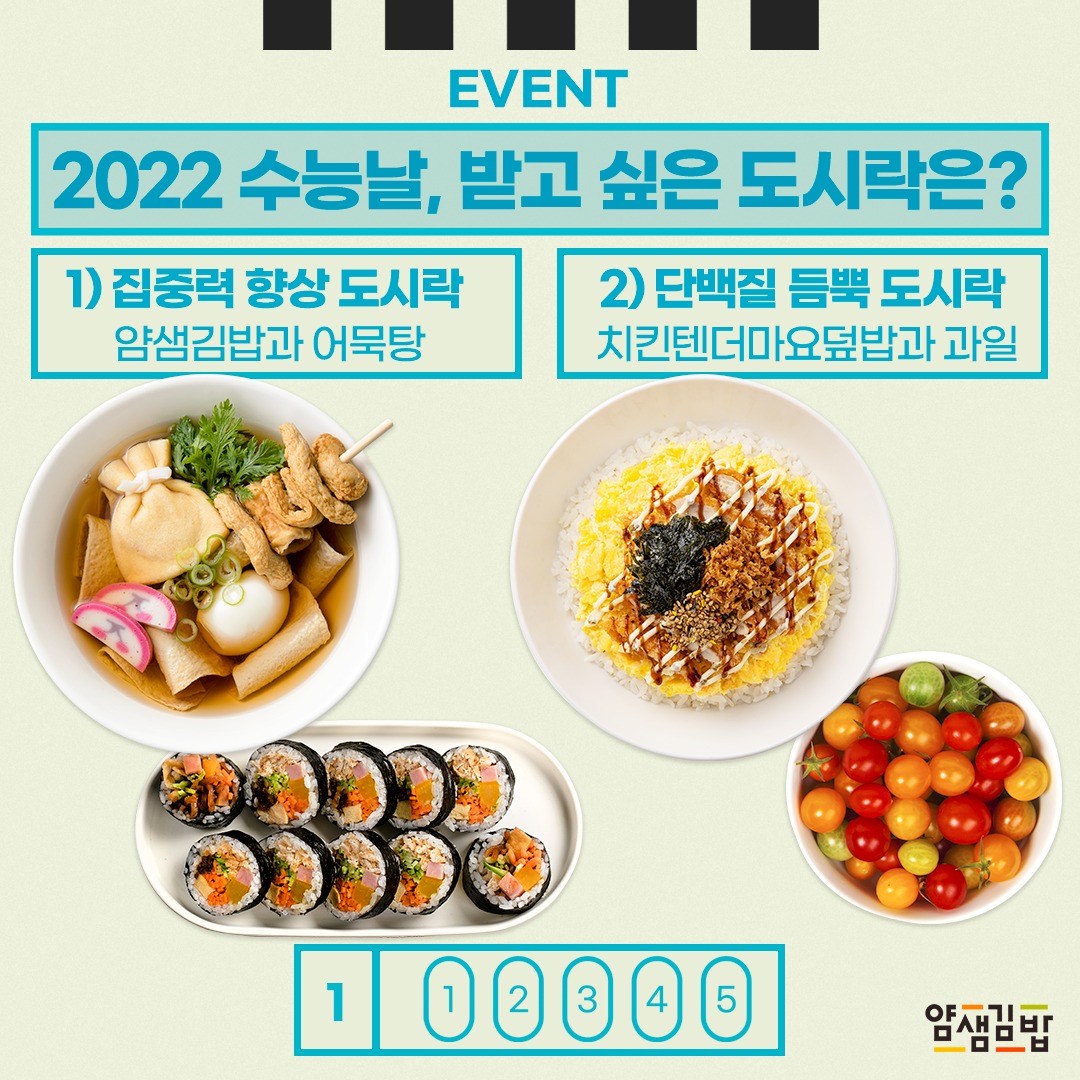 EVENT
2022 수능날, 받고 싶은 도시락은?
1) 집중력 향상 도시락
얌샘김밥과 어묵탕
2) 단백질 듬뿍 도시락
치킨텐더마요덮밥과 과일
1 1 2 3 4 5
얌샘김밥